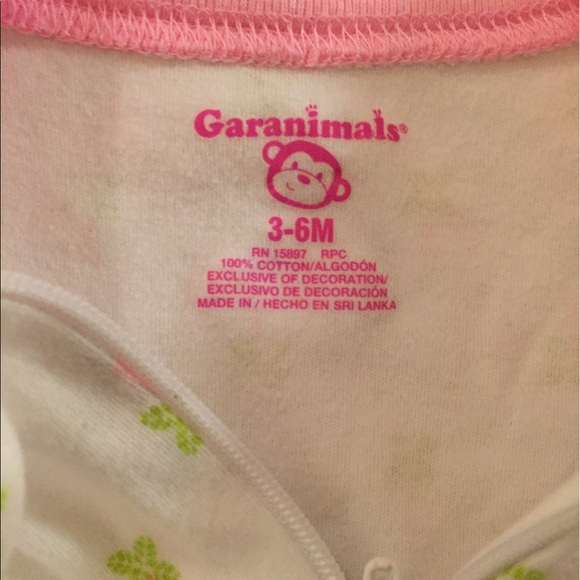 Garanimals®
3-6M
RN 15897 RPC
100% COTTON/ALGODÓN
EXCLUSIVE OF DECORATION/
EXCLUSIVO DE DECORACIÓN
MADE IN / HECHO EN SRI LANKA